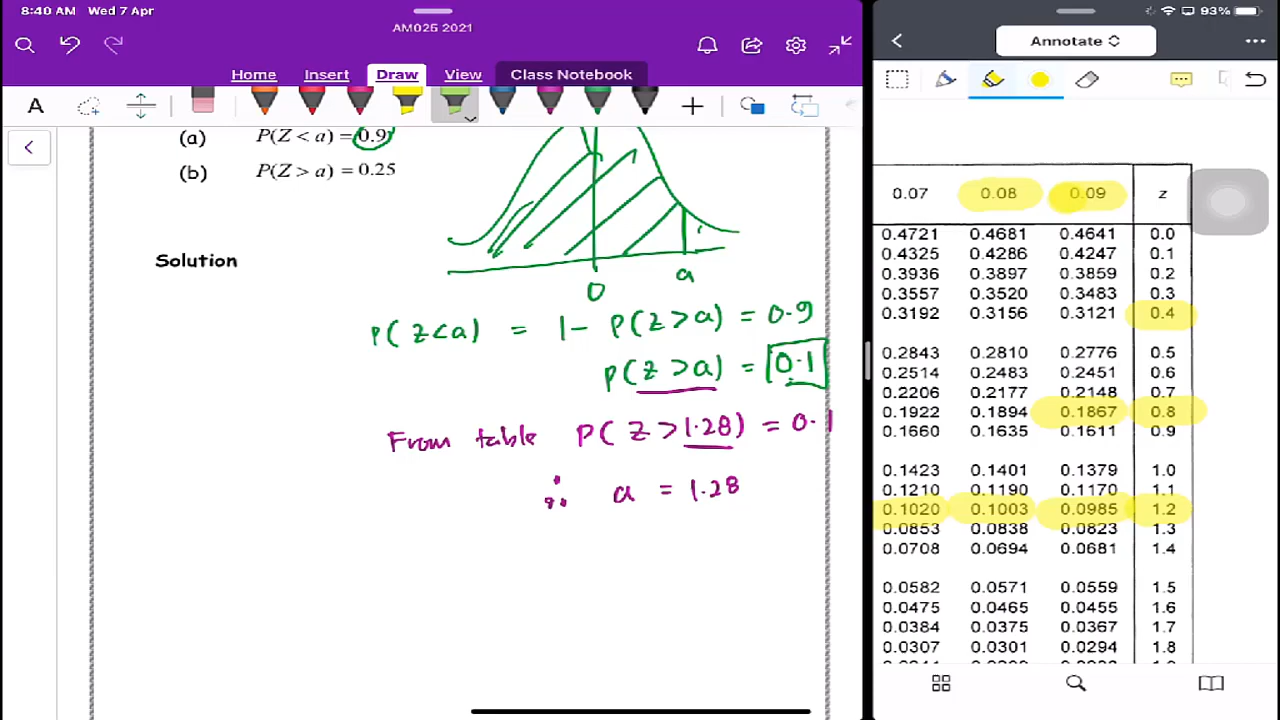 8:40 AM Wed 7 Apr
AM025 2021
Home Insert Draw View Class Notebook
A
(a) P(Z < a) = 0.9
(b) P(Z > a) = 0.25
0 a
Solution
P(Z<a) = 1 - P(Z>a) = 0.9
P(Z>a) = 0.1
From table P(Z>1.28) = 0.1
∴ a = 1.28
93%
Annotate
0.07 0.08 0.09 z
0.4721 0.4681 0.4641 0.0
0.4325 0.4286 0.4247 0.1
0.3936 0.3897 0.3859 0.2
0.3557 0.3520 0.3483 0.3
0.3192 0.3156 0.3121 0.4
0.2843 0.2810 0.2776 0.5
0.2514 0.2483 0.2451 0.6
0.2206 0.2177 0.2148 0.7
0.1922 0.1894 0.1867 0.8
0.1660 0.1635 0.1611 0.9
0.1423 0.1401 0.1379 1.0
0.1210 0.1190 0.1170 1.1
0.1020 0.1003 0.0985 1.2
0.0853 0.0838 0.0823 1.3
0.0708 0.0694 0.0681 1.4
0.0582 0.0571 0.0559 1.5
0.0475 0.0465 0.0455 1.6
0.0384 0.0375 0.0367 1.7
0.0307 0.0301 0.0294 1.8